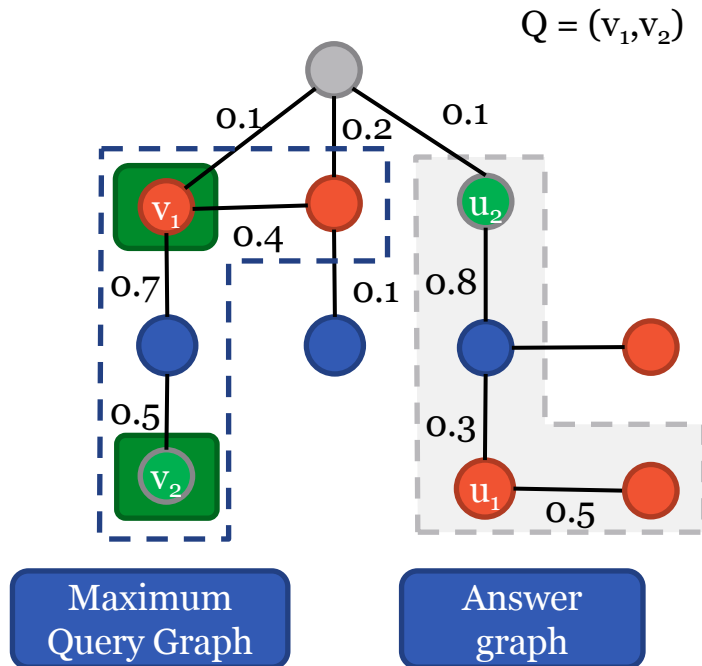 Q = (v₁,v₂)
0.1
0.2
0.1
v₁
u₂
0.4
0.7
0.1
0.8
0.5
0.3
v₂
u₁
0.5
Maximum
Query Graph
Answer
graph